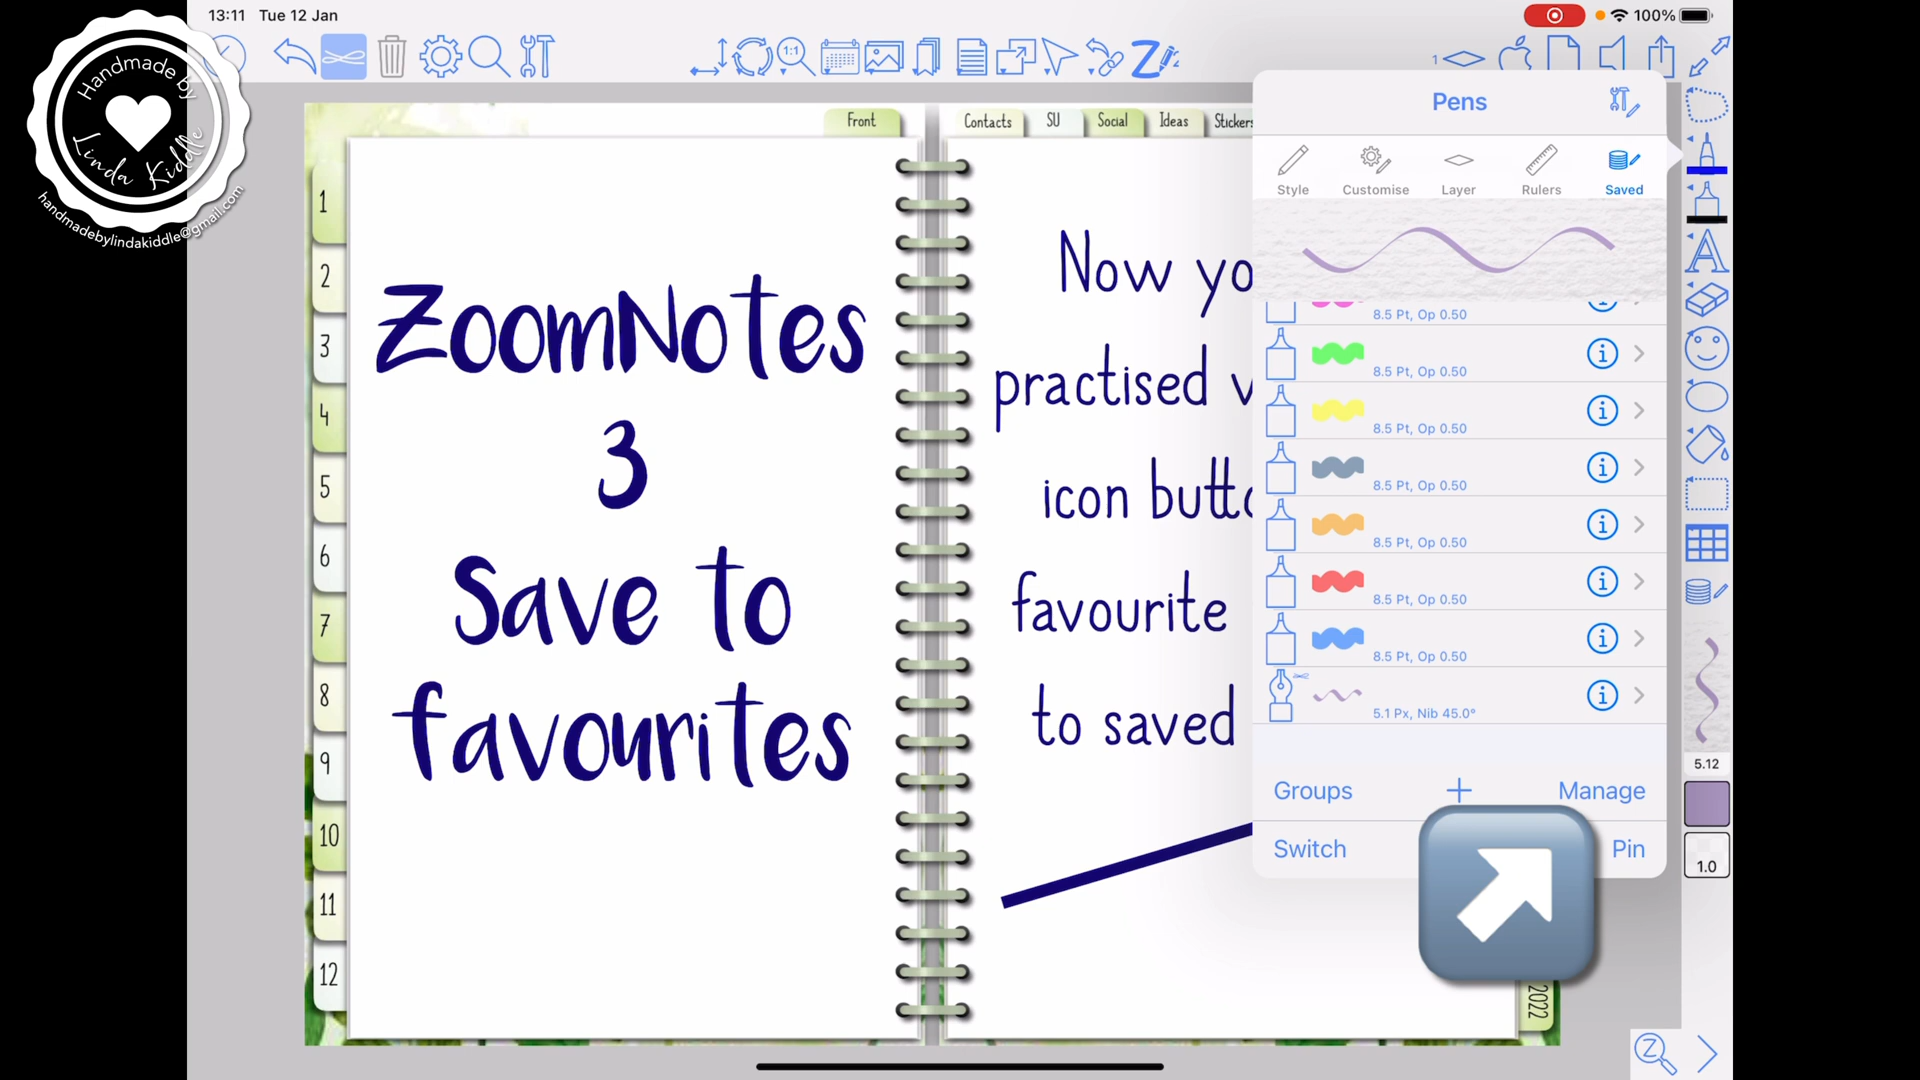 13:11 Tue 12 Jan
100%
Handmade by
Linda Kiddle
handmadebylindakiddle@gmail.com
1:1
Z
1
Front
Contacts
SU
Social
Ideas
Stickers
1
2
3
4
5
6
7
8
9
10
11
12
ZoomNotes
3
Save to
favourites
Now yo
practised v
icon butto
favourite
to saved
2022
Pens
Style
Customise
Layer
Rulers
Saved
8.5 Pt, Op 0.50
8.5 Pt, Op 0.50
8.5 Pt, Op 0.50
8.5 Pt, Op 0.50
8.5 Pt, Op 0.50
8.5 Pt, Op 0.50
8.5 Pt, Op 0.50
5.1 Px, Nib 45.0°
Groups + Manage
Switch Pin
A
5.12
1.0
Z